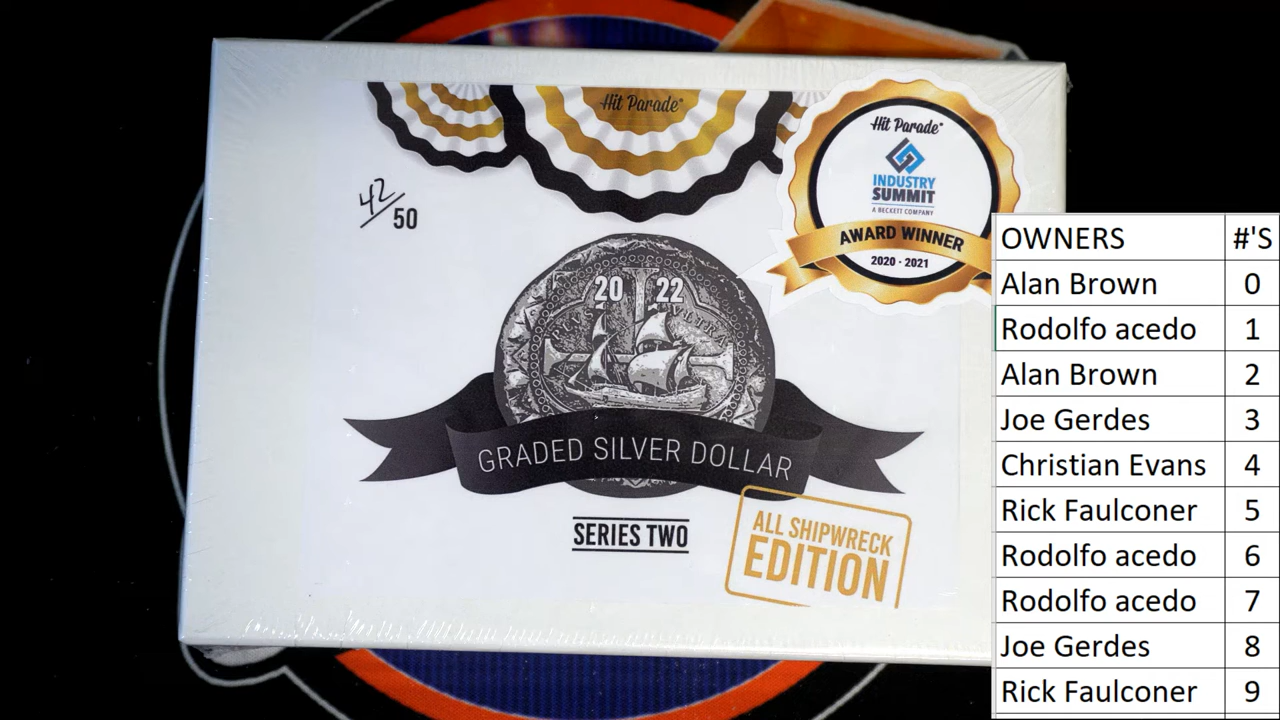 Hit Parade®
Hit Parade®
INDUSTRY
SUMMIT
A BECKETT COMPANY
AWARD WINNER
2020 - 2021
42/50
20 22
PLVS VLTRA
GRADED SILVER DOLLAR
SERIES TWO
ALL SHIPWRECK
EDITION
OWNERS #'S
Alan Brown 0
Rodolfo acedo 1
Alan Brown 2
Joe Gerdes 3
Christian Evans 4
Rick Faulconer 5
Rodolfo acedo 6
Rodolfo acedo 7
Joe Gerdes 8
Rick Faulconer 9